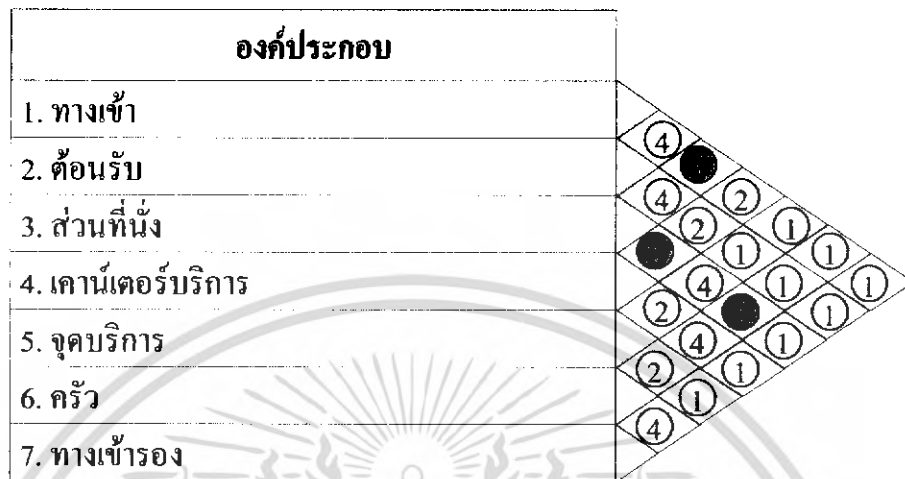 องค์ประกอบ
1. ทางเข้า
4
2. ต้อนรับ
4 2
3. ส่วนที่นั่ง
2 1
1 1
4. เคาน์เตอร์บริการ
4 1 1
2 1
5. จุดบริการ
4 1
2 1
6. ครัว
1
4
7. ทางเข้ารอง